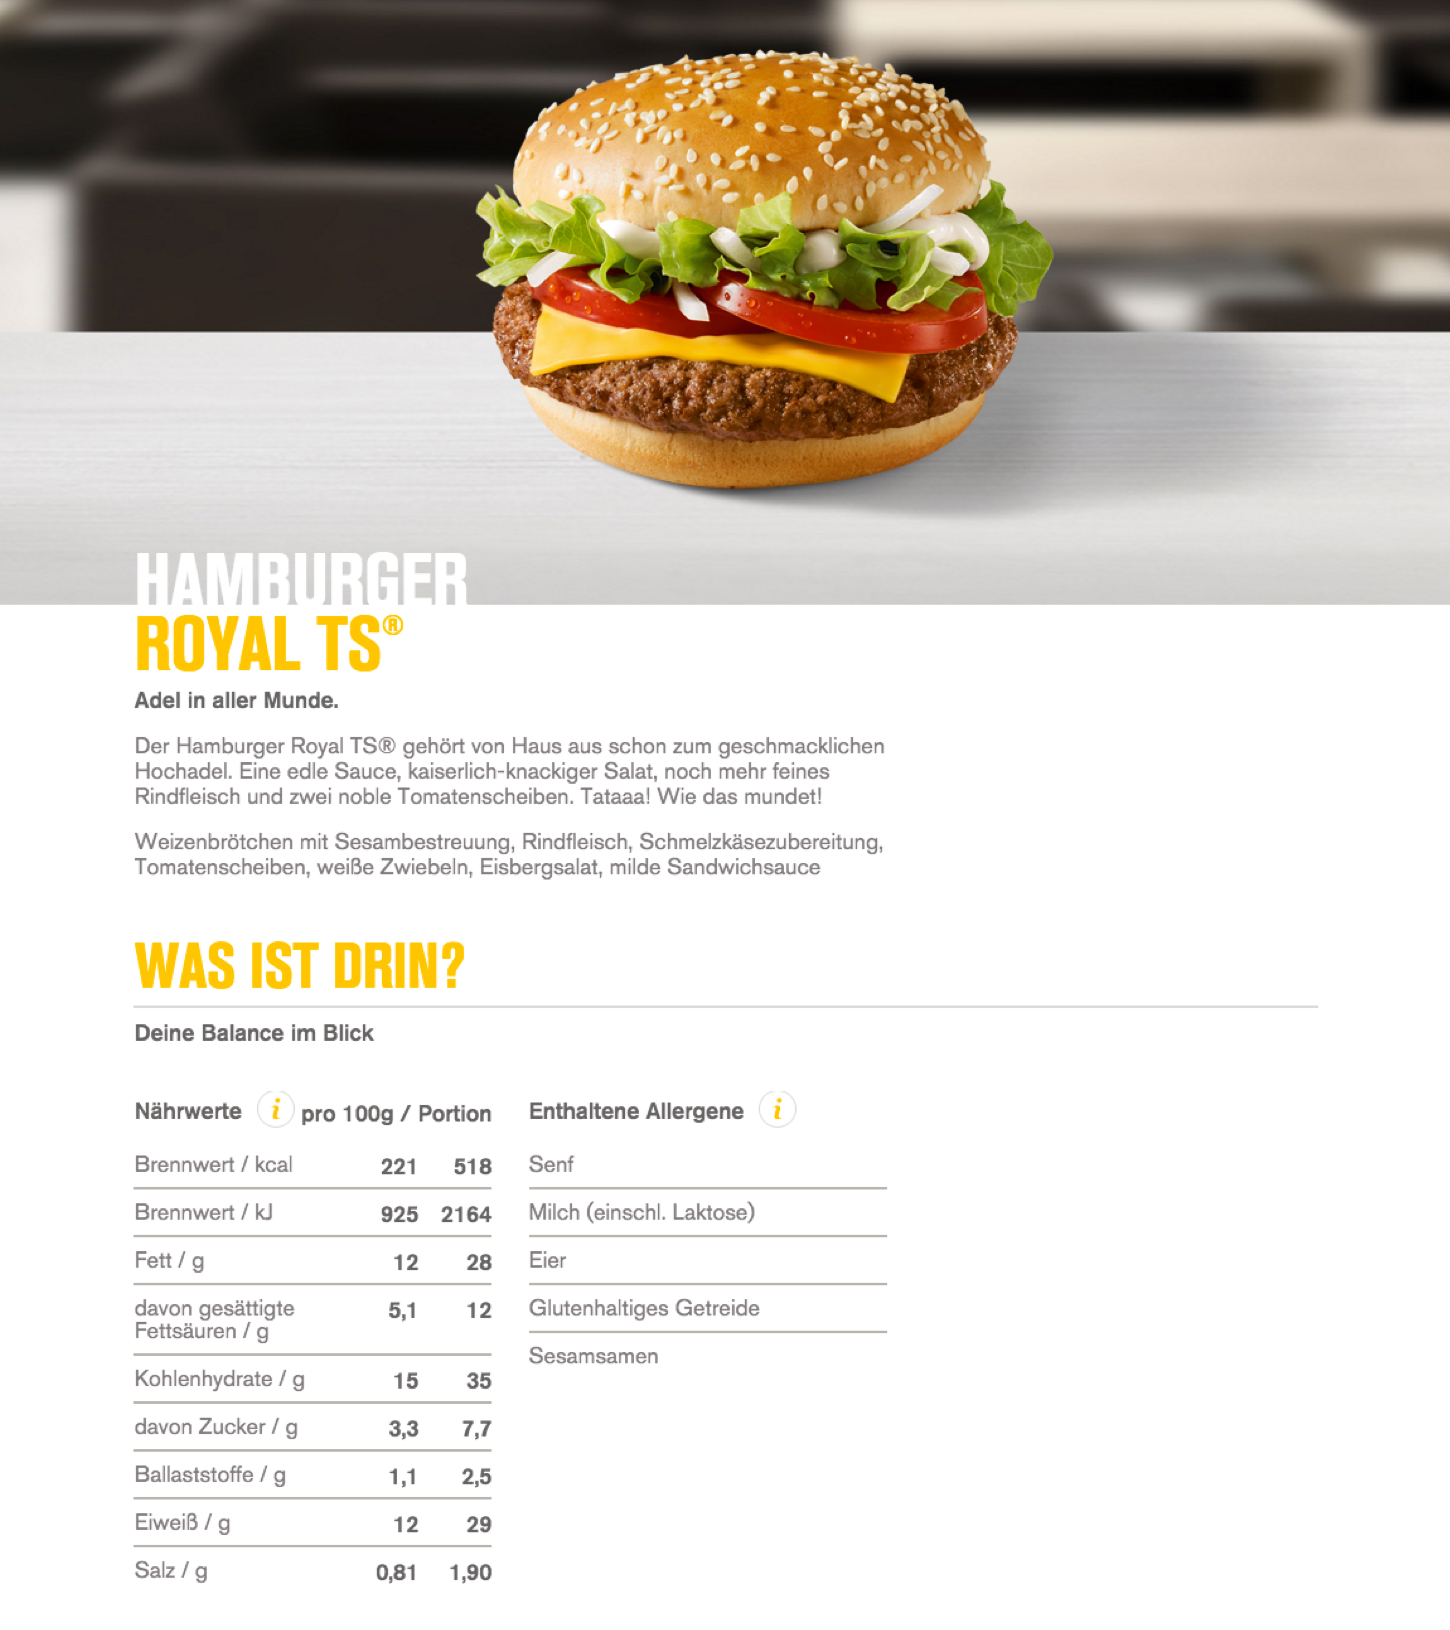 HAMBURGER
ROYAL TS®
Adel in aller Munde.
Der Hamburger Royal TS® gehört von Haus aus schon zum geschmacklichen
Hochadel. Eine edle Sauce, kaiserlich-knackiger Salat, noch mehr feines
Rindfleisch und zwei noble Tomatenscheiben. Tataaa! Wie das mundet!
Weizenbrötchen mit Sesambestreuung, Rindfleisch, Schmelzkäsezubereitung,
Tomatenscheiben, weiße Zwiebeln, Eisbergsalat, milde Sandwichsauce
WAS IST DRIN?
Deine Balance im Blick
Nährwerte i pro 100g / Portion
Brennwert / kcal 221 518
Brennwert / kJ 925 2164
Fett / g 12 28
davon gesättigte 5,1 12
Fettsäuren / g
Kohlenhydrate / g 15 35
davon Zucker / g 3,3 7,7
Ballaststoffe / g 1,1 2,5
Eiweiß / g 12 29
Salz / g 0,81 1,90
Enthaltene Allergene i
Senf
Milch (einschl. Laktose)
Eier
Glutenhaltiges Getreide
Sesamsamen